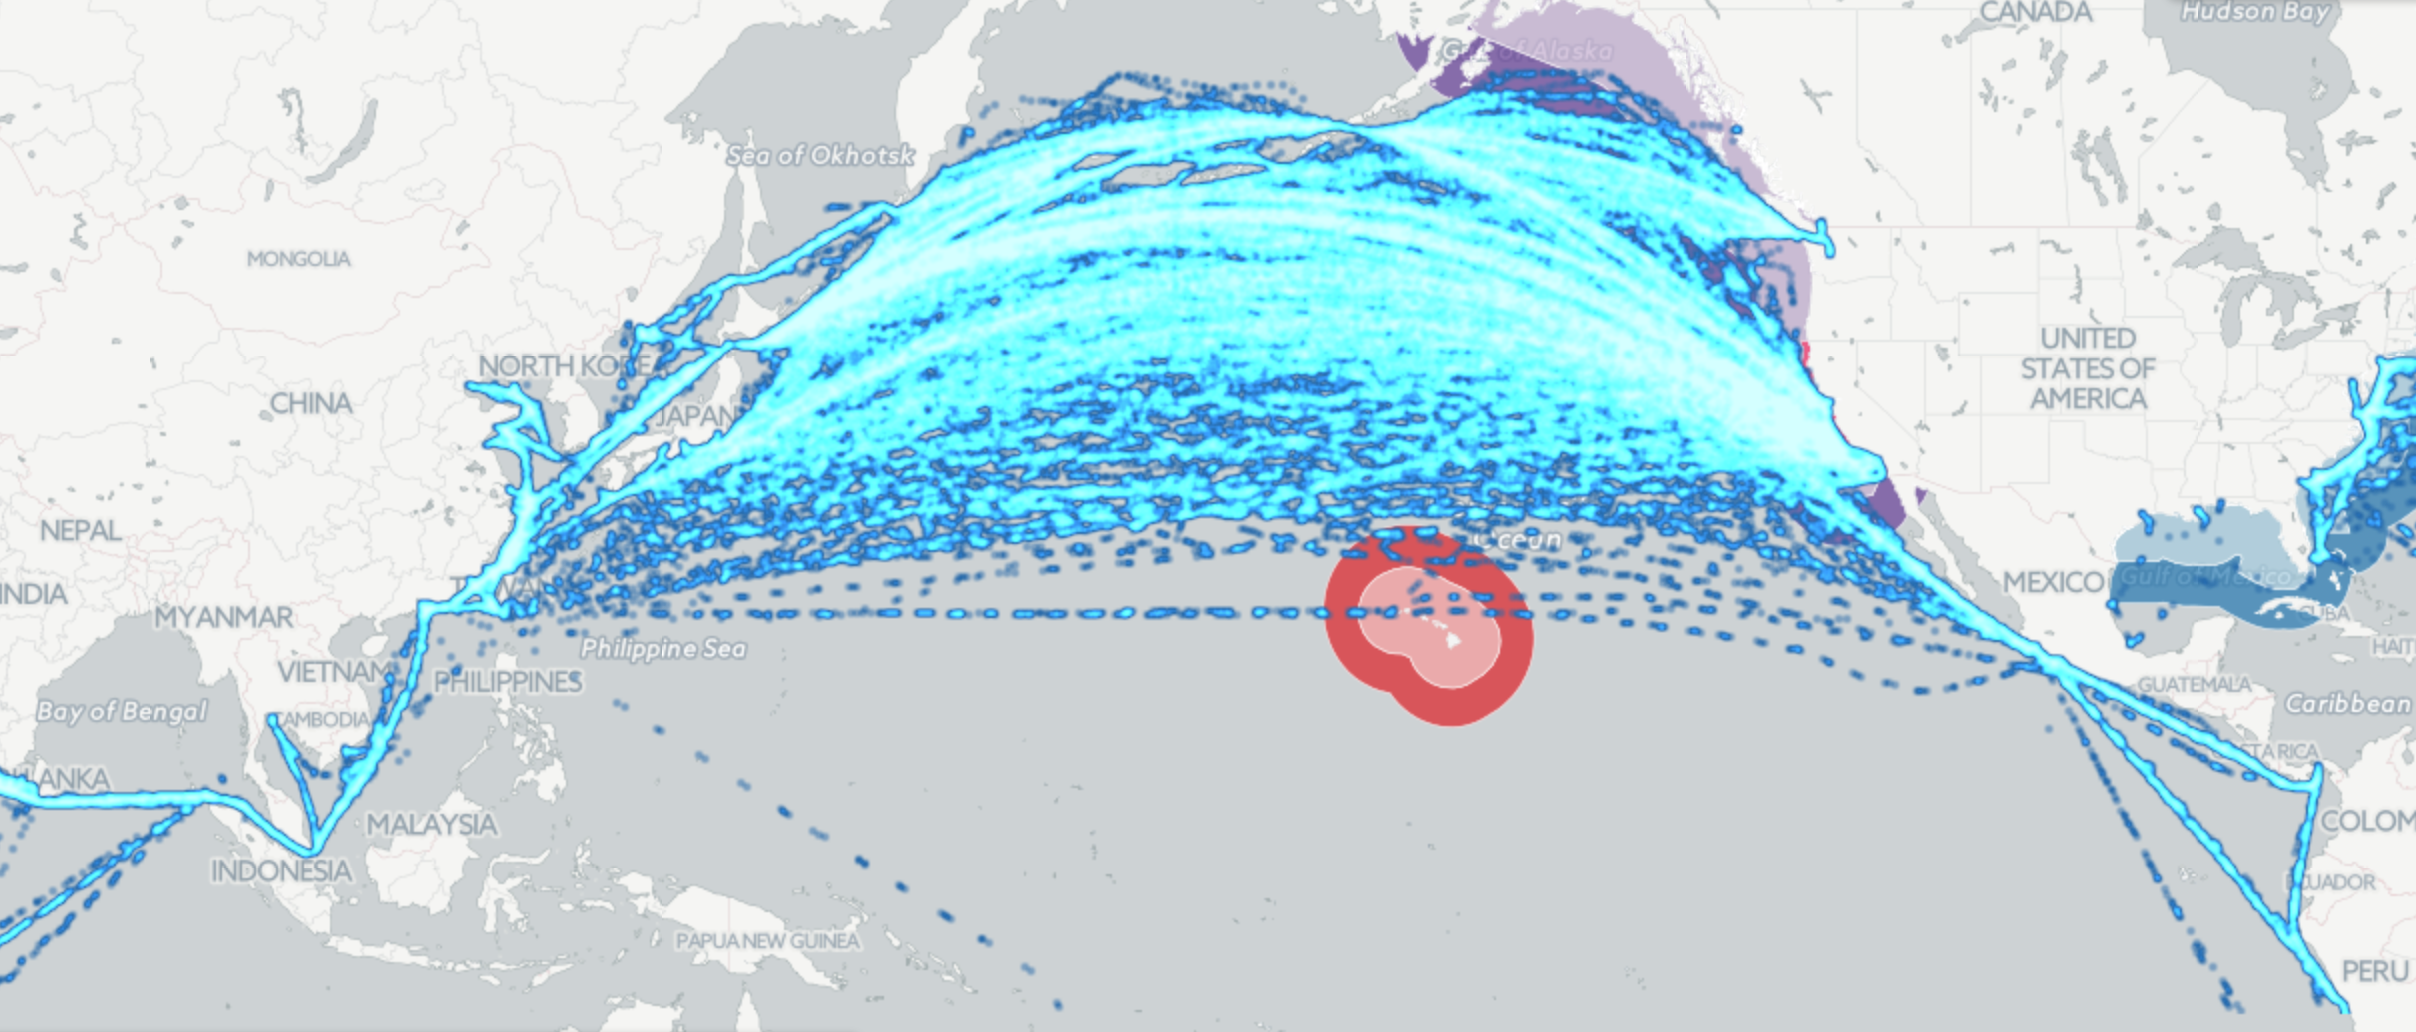 CANADA
Hudson Bay
Gulf of Alaska
Sea of Okhotsk
MONGOLIA
NORTH KOREA
CHINA
JAPAN
UNITED
STATES OF
AMERICA
NEPAL
INDIA
TAIWAN
MYANMAR
Ocean
MEXICO
Gulf of Mexico
CUBA
HAITI
Philippine Sea
VIETNAM
PHILIPPINES
GUATEMALA
Bay of Bengal
CAMBODIA
Caribbean
LANKA
STA RICA
MALAYSIA
COLOM
INDONESIA
ECUADOR
PAPUA NEW GUINEA
PERU